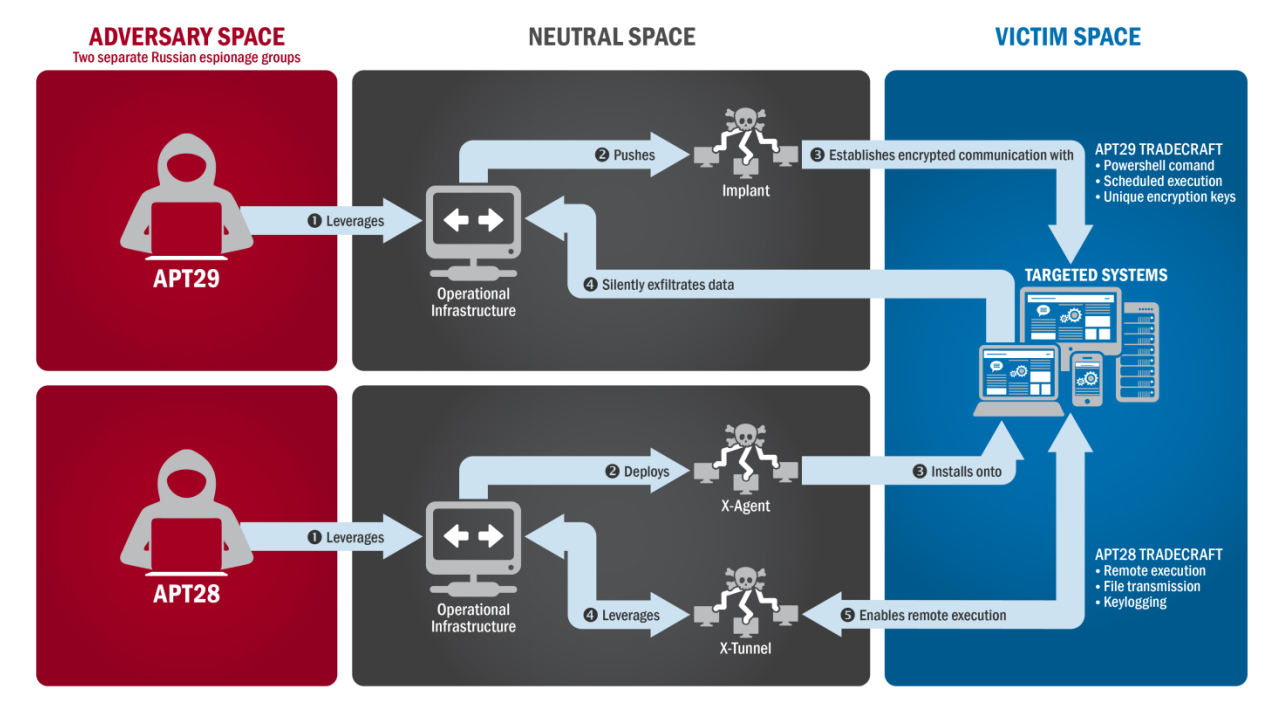 ADVERSARY SPACE
Two separate Russian espionage groups
NEUTRAL SPACE
VICTIM SPACE
APT29
❶ Leverages
Operational
Infrastructure
❷ Pushes
Implant
❸ Establishes encrypted communication with
❹ Silently exfiltrates data
APT29 TRADECRAFT
• Powershell comand
• Scheduled execution
• Unique encryption keys
TARGETED SYSTEMS
APT28
❶ Leverages
Operational
Infrastructure
❷ Deploys
X-Agent
❸ Installs onto
❹ Leverages
X-Tunnel
❺ Enables remote execution
APT28 TRADECRAFT
• Remote execution
• File transmission
• Keylogging